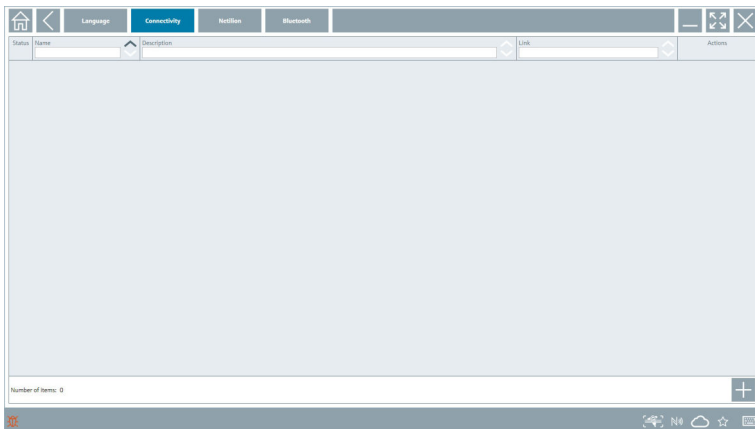 Language Connectivity Netilion Bluetooth
Status Name Description Link Actions
Number of Items: 0